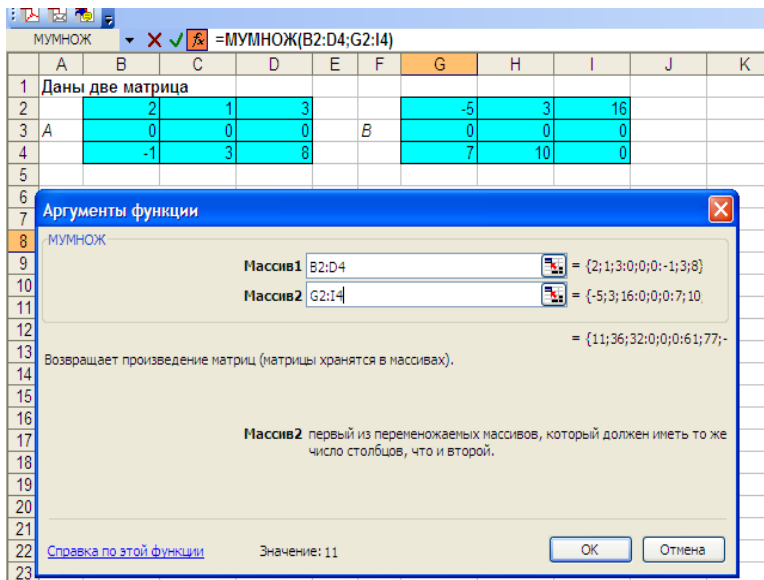 МУМНОЖ =МУМНОЖ(B2:D4;G2:I4)
A B C D E F G H I J K
1 Даны две матрица
2 2 1 3 -5 3 16
3 A 0 0 0 B 0 0 0
4 -1 3 8 7 10 0
5
6
7 Аргументы функции
8 МУМНОЖ
9 Массив1 B2:D4 = {2;1;3:0;0;0:-1;3;8}
10 Массив2 G2:I4 = {-5;3;16:0;0;0:7;10;
11
12 = {11;36;32:0;0;0:61;77;-
13 Возвращает произведение матриц (матрицы хранятся в массивах).
14
15
16
17 Массив2 первый из перемножаемых массивов, который должен иметь то же
18 число столбцов, что и второй.
19
20
21
22 Справка по этой функции Значение: 11 OK Отмена
23